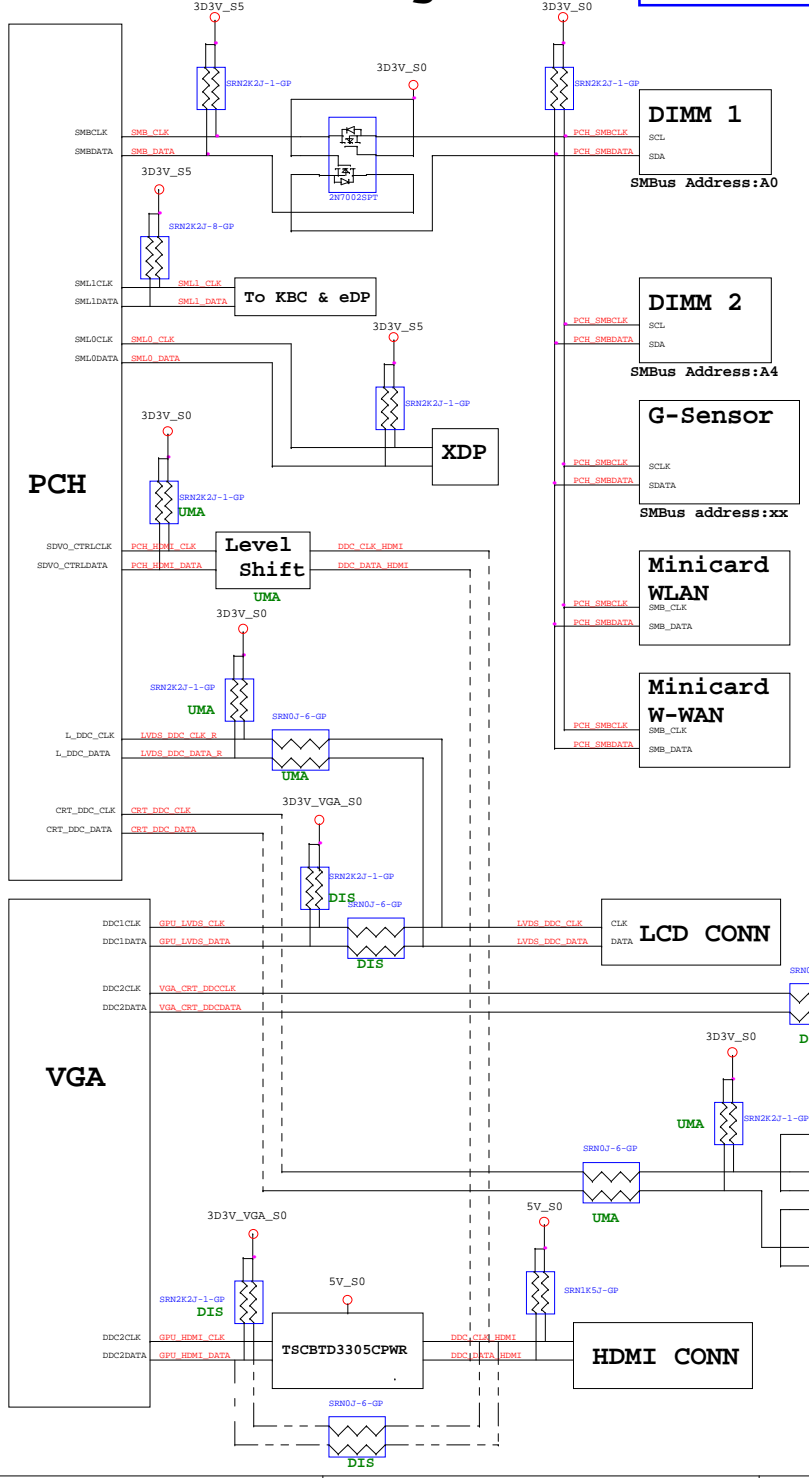 3D3V_S5
3D3V_S0
SRN2K2J-1-GP
3D3V_S0
SRN2K2J-1-GP
DIMM 1
SMBCLK
SMB_CLK
PCH_SMBCLK
SCL
SMBDATA
SMB_DATA
PCH_SMBDATA
SDA
3D3V_S5
2N7002SPT
SMBus Address:A0
SRN2K2J-8-GP
SML1CLK
SML1_CLK
To KBC & eDP
SML1DATA
SML1_DATA
DIMM 2
PCH_SMBCLK
SCL
3D3V_S5
SML0CLK
SML0_CLK
PCH_SMBDATA
SDA
SML0DATA
SML0_DATA
SMBus Address:A4
SRN2K2J-1-GP
3D3V_S0
G-Sensor
XDP
PCH_SMBCLK
SCLK
PCH_SMBDATA
SDATA
PCH
SRN2K2J-1-GP
UMA
SMBus address:xx
SDVO_CTRLCLK
PCH_HDMI_CLK
Level
Shift
DDC_CLK_HDMI
SDVO_CTRLDATA
PCH_HDMI_DATA
DDC_DATA_HDMI
UMA
Minicard
WLAN
PCH_SMBCLK
SMB_CLK
PCH_SMBDATA
SMB_DATA
3D3V_S0
SRN2K2J-1-GP
UMA
SRN0J-6-GP
Minicard
W-WAN
PCH_SMBCLK
SMB_CLK
PCH_SMBDATA
SMB_DATA
L_DDC_CLK
LVDS_DDC_CLK_R
L_DDC_DATA
LVDS_DDC_DATA_R
UMA
3D3V_VGA_S0
CRT_DDC_CLK
CRT_DDC_CLK
CRT_DDC_DATA
CRT_DDC_DATA
SRN2K2J-1-GP
DIS
SRN0J-6-GP
DDC1CLK
GPU_LVDS_CLK
LVDS_DDC_CLK
CLK
LCD CONN
DDC1DATA
GPU_LVDS_DATA
LVDS_DDC_DATA
DATA
DIS
DDC2CLK
VGA_CRT_DDCCLK
DDC2DATA
VGA_CRT_DDCDATA
VGA
3D3V_S0
UMA
SRN2K2J-1-GP
SRN0J-6-GP
UMA
3D3V_VGA_S0
5V_S0
5V_S0
SRN2K2J-1-GP
DIS
SRN1K5J-GP
DDC2CLK
GPU_HDMI_CLK
TSCBTD3305CPWR
DDC_CLK_HDMI
HDMI CONN
DDC2DATA
GPU_HDMI_DATA
DDC_DATA_HDMI
SRN0J-6-GP
DIS